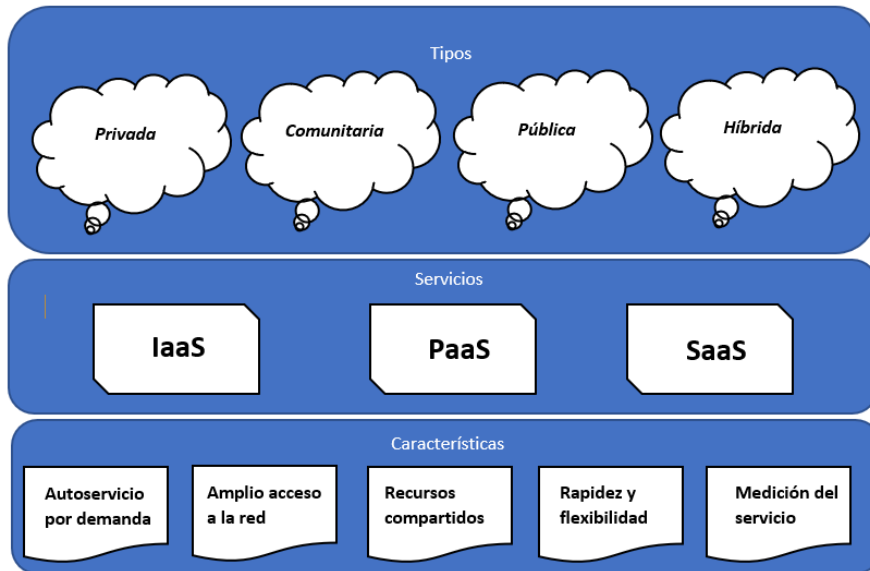 Tipos
Privada
Comunitaria
Pública
Híbrida
Servicios
IaaS
PaaS
SaaS
Características
Autoservicio
por demanda
Amplio acceso
a la red
Recursos
compartidos
Rapidez y
flexibilidad
Medición del
servicio